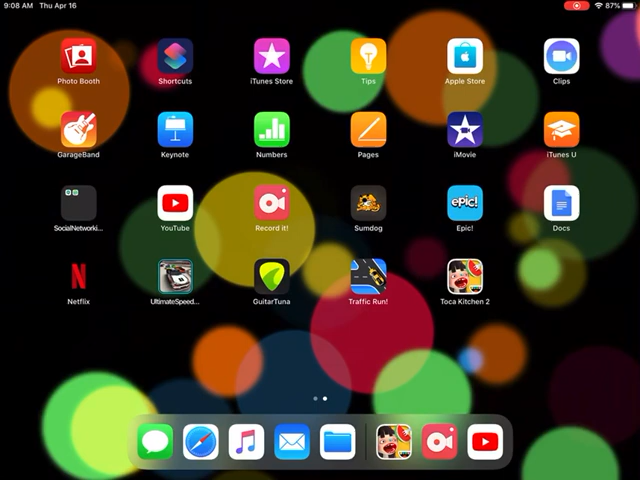 9:08 AM Thu Apr 16 87%
Photo Booth Shortcuts iTunes Store Tips Apple Store Clips
GarageBand Keynote Numbers Pages iMovie iTunes U
epic!
SocialNetworki... YouTube Record it! Sumdog Epic! Docs
Netflix UltimateSpeed... GuitarTuna Traffic Run! Toca Kitchen 2